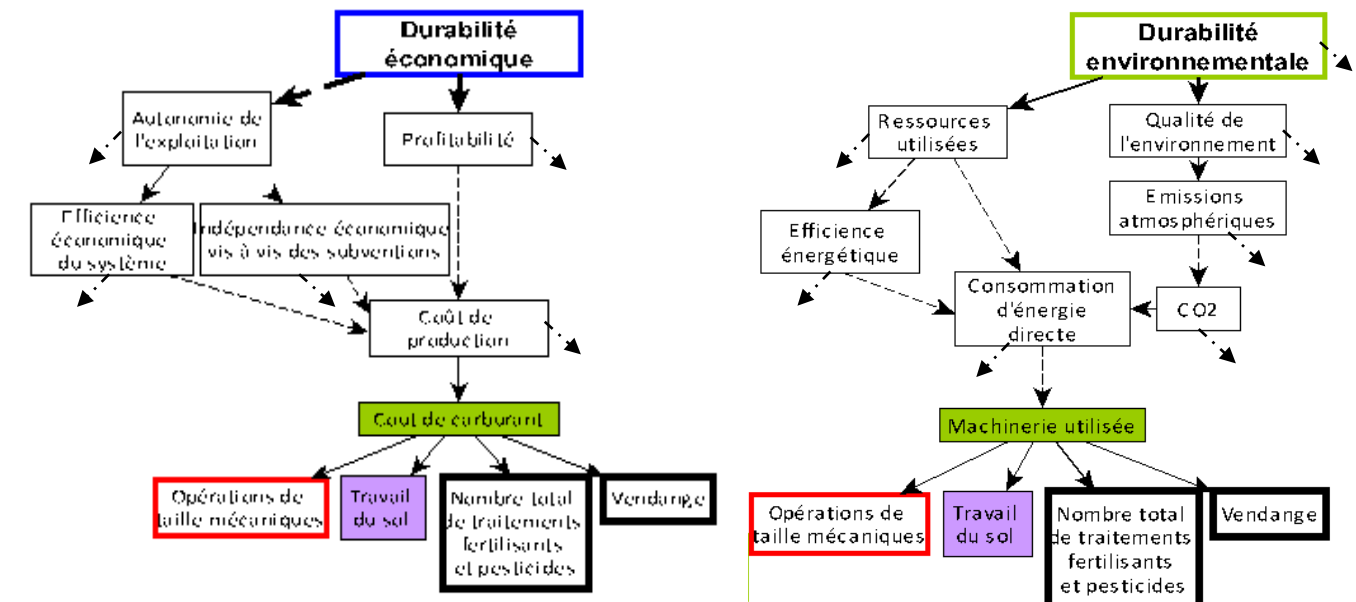 Durabilité
économique
Autonomie de
l'exploitation
Profitabilité
Efficience
économique
du système
Indépendance économique
vis à vis des subventions
Coût de
production
Cout de carburant
Opérations de
taille mécaniques
Travail
du sol
Nombre total
de traitements
fertilisants
et pesticides
Vendange
Durabilité
environnementale
Ressources
utilisées
Qualité de
l'environnement
Emissions
atmosphériques
Efficience
énergétique
Consommation
d'énergie
directe
CO2
Machinerie utilisée
Opérations de
taille mécaniques
Travail
du sol
Nombre total
de traitements
fertilisants
et pesticides
Vendange